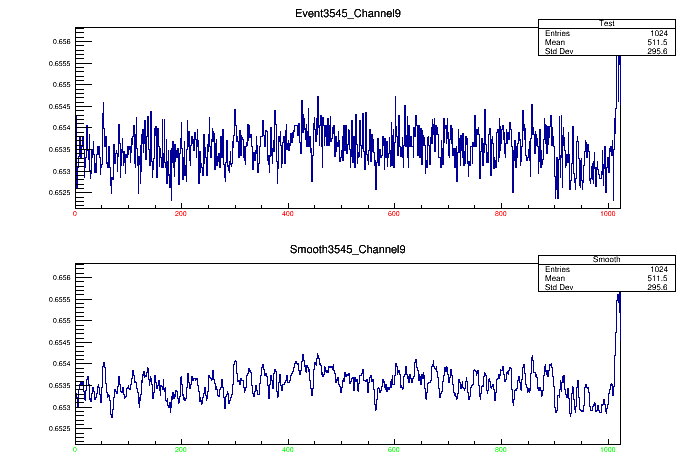 Event3545_Channel9
Test
Entries 1024
Mean 511.5
Std Dev 295.6
0.656
0.6555
0.655
0.6545
0.654
0.6535
0.653
0.6525
0 200 400 600 800 1000
Smooth3545_Channel9
Smooth
Entries 1024
Mean 511.5
Std Dev 295.6
0.656
0.6555
0.655
0.6545
0.654
0.6535
0.653
0.6525
0 200 400 600 800 1000